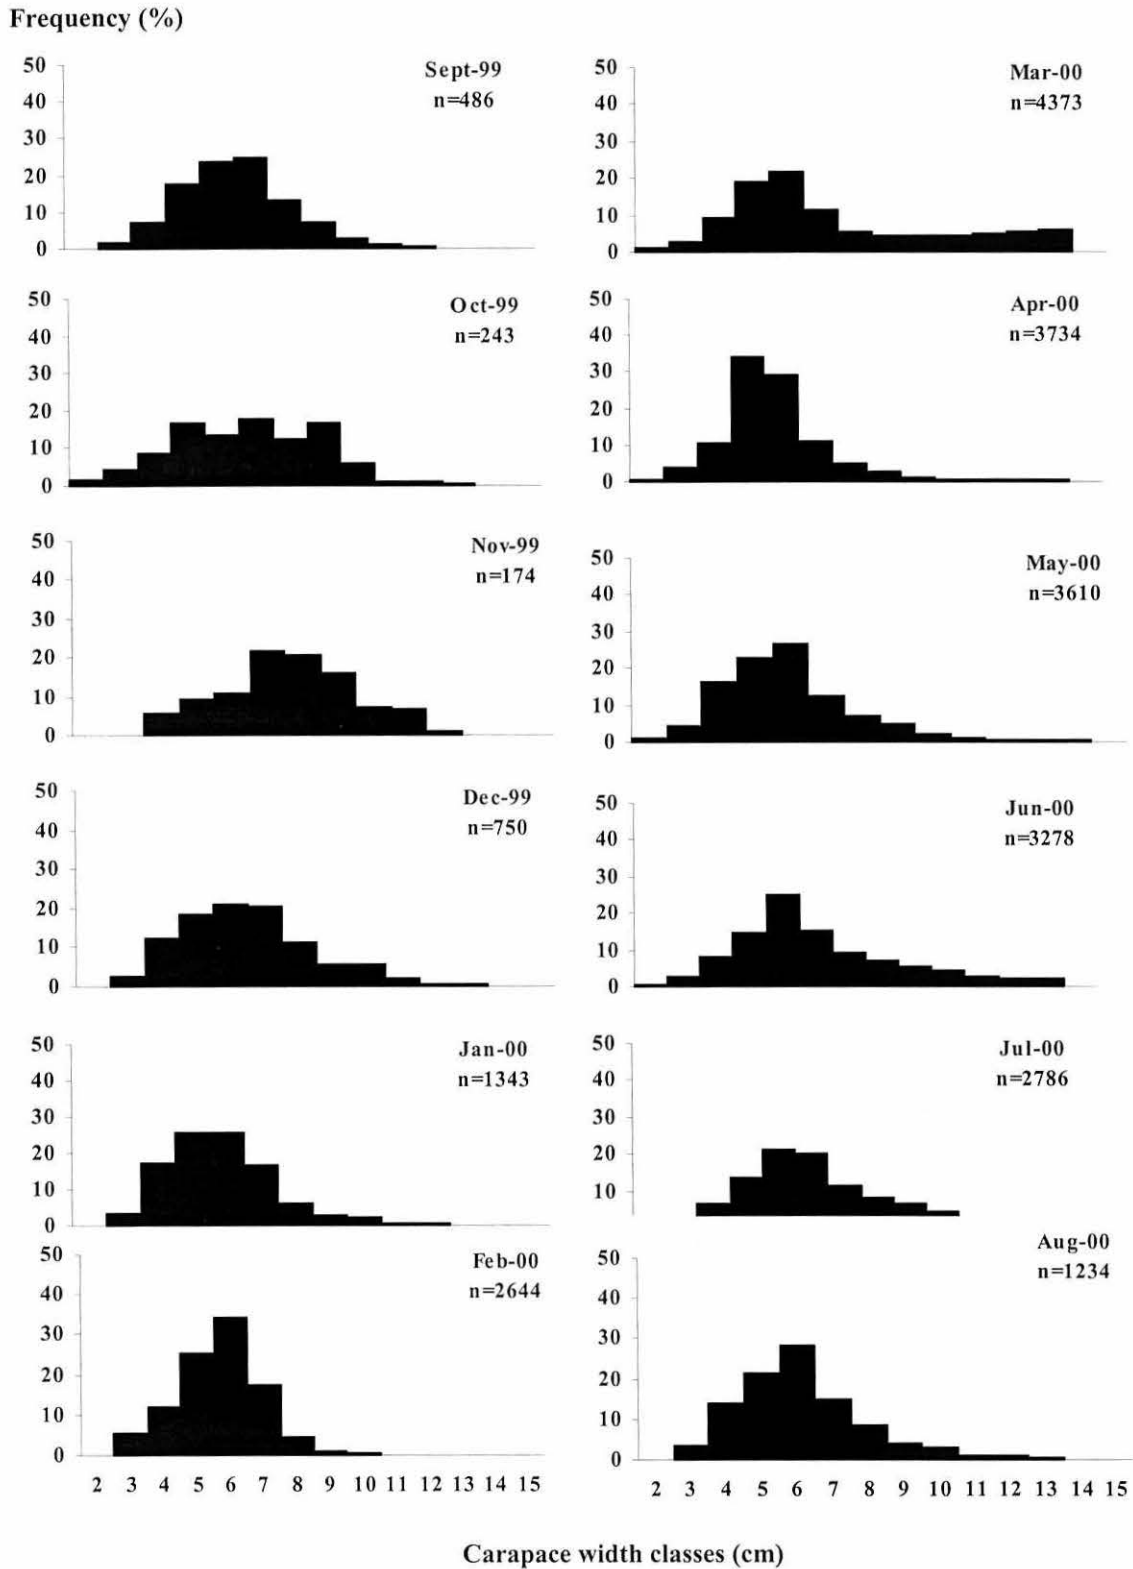 Frequency (%)
50
40
30
20
10
0
Sept-99
n=486
50
40
30
20
10
0
Mar-00
n=4373
50
40
30
20
10
0
Oct-99
n=243
50
40
30
20
10
0
Apr-00
n=3734
50
40
30
20
10
0
Nov-99
n=174
50
40
30
20
10
0
May-00
n=3610
50
40
30
20
10
0
Dec-99
n=750
50
40
30
20
10
0
Jun-00
n=3278
50
40
30
20
10
0
Jan-00
n=1343
50
40
30
20
10
Jul-00
n=2786
50
40
30
20
10
0
Feb-00
n=2644
2 3 4 5 6 7 8 9 10 11 12 13 14 15
50
40
30
20
10
0
Aug-00
n=1234
2 3 4 5 6 7 8 9 10 11 12 13 14 15
Carapace width classes (cm)